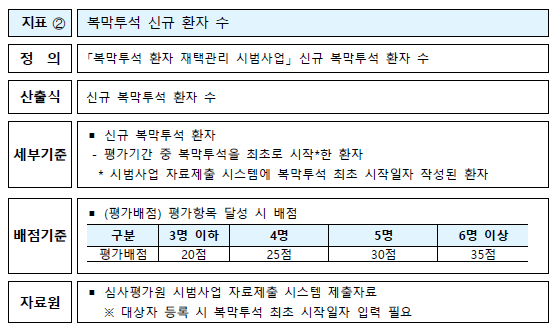 지표 ② 복막투석 신규 환자 수
정 의 「복막투석 환자 재택관리 시범사업」 신규 복막투석 환자 수
산출식 신규 복막투석 환자 수
세부기준
▪ 신규 복막투석 환자
- 평가기간 중 복막투석을 최초로 시작*한 환자
* 시범사업 자료제출 시스템에 복막투석 최초 시작일자 작성된 환자
배점기준
▪ (평가배점) 평가항목 달성 시 배점
구분 3명 이하 4명 5명 6명 이상
평가배점 20점 25점 30점 35점
자료원
▪ 심사평가원 시범사업 자료제출 시스템 제출자료
※ 대상자 등록 시 복막투석 최초 시작일자 입력 필요